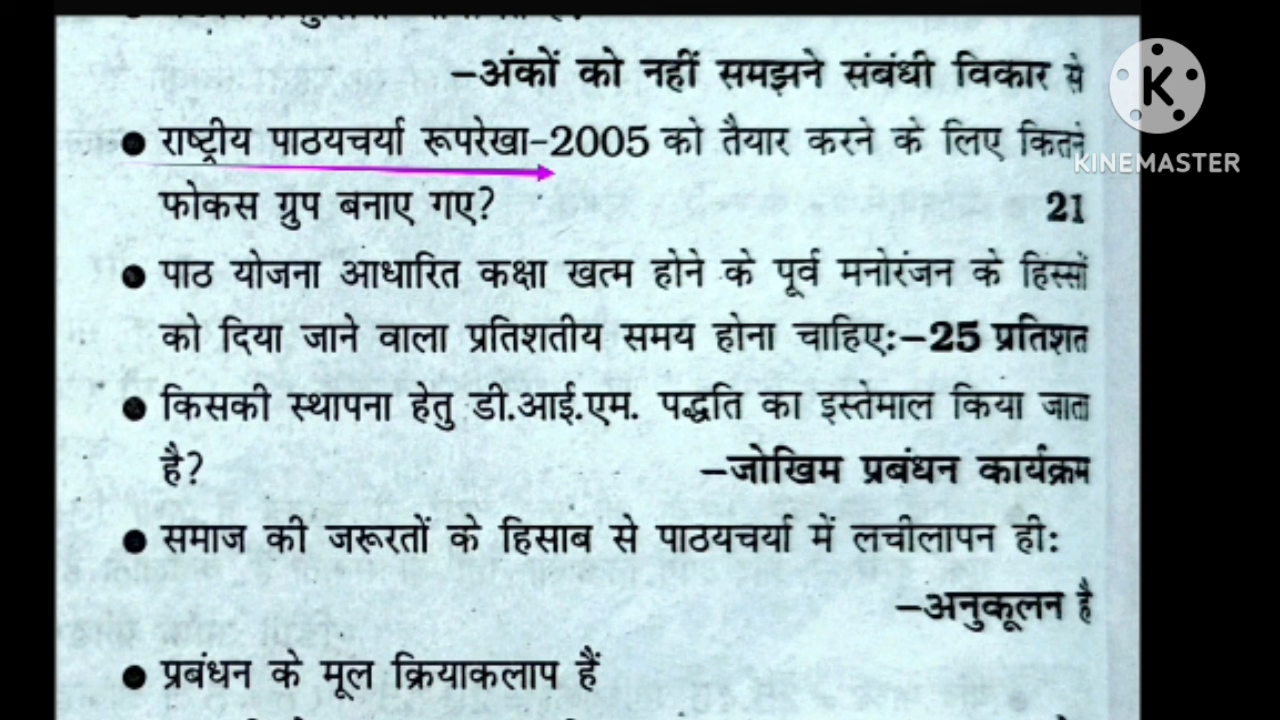 –अंकों को नहीं समझने संबंधी विकार से
● राष्ट्रीय पाठयचर्या रूपरेखा–2005 को तैयार करने के लिए कितने
फोकस ग्रुप बनाए गए? 21
● पाठ योजना आधारित कक्षा खत्म होने के पूर्व मनोरंजन के हिस्सों
को दिया जाने वाला प्रतिशतीय समय होना चाहिए:–25 प्रतिशत
● किसकी स्थापना हेतु डी.आई.एम. पद्धति का इस्तेमाल किया जाता
है? –जोखिम प्रबंधन कार्यक्रम
● समाज की जरूरतों के हिसाब से पाठयचर्या में लचीलापन ही:
–अनुकूलन है
● प्रबंधन के मूल क्रियाकलाप हैं
K
KINEMASTER